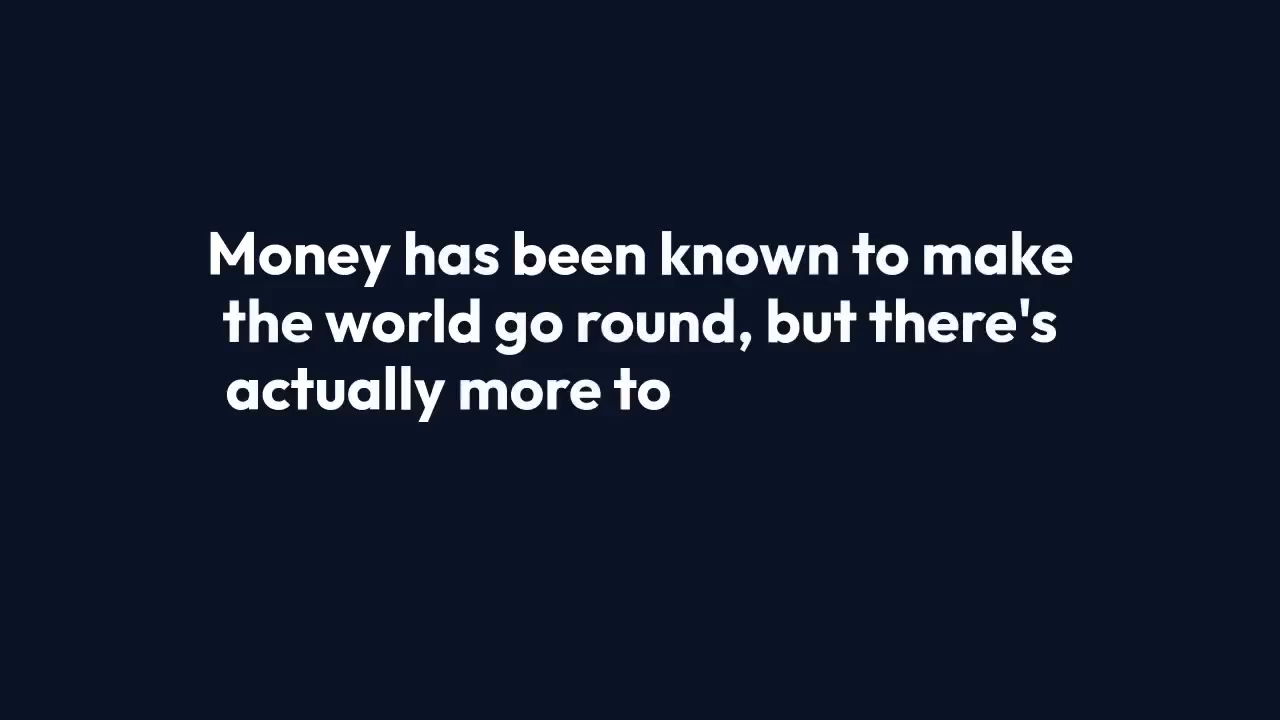 Money has been known to make
the world go round, but there's
actually more to